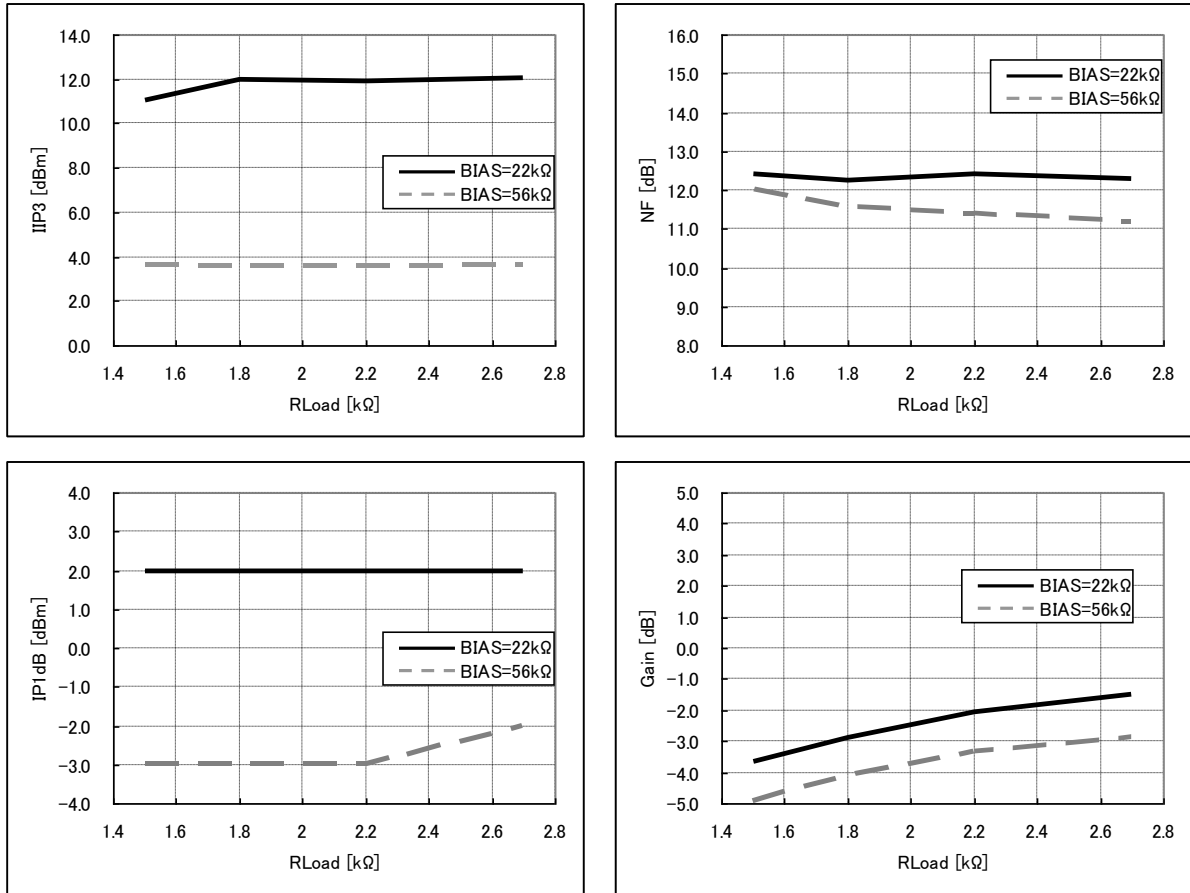 14.0
12.0
10.0
8.0
6.0
4.0
2.0
0.0
IIP3 [dBm]
BIAS=22kΩ
BIAS=56kΩ
1.4 1.6 1.8 2 2.2 2.4 2.6 2.8
RLoad [kΩ]
16.0
15.0
14.0
13.0
12.0
11.0
10.0
9.0
8.0
NF [dB]
BIAS=22kΩ
BIAS=56kΩ
1.4 1.6 1.8 2 2.2 2.4 2.6 2.8
RLoad [kΩ]
4.0
3.0
2.0
1.0
0.0
−1.0
−2.0
−3.0
−4.0
IP1dB [dBm]
BIAS=22kΩ
BIAS=56kΩ
1.4 1.6 1.8 2 2.2 2.4 2.6 2.8
RLoad [kΩ]
5.0
4.0
3.0
2.0
1.0
0.0
−1.0
−2.0
−3.0
−4.0
−5.0
Gain [dB]
BIAS=22kΩ
BIAS=56kΩ
1.4 1.6 1.8 2 2.2 2.4 2.6 2.8
RLoad [kΩ]